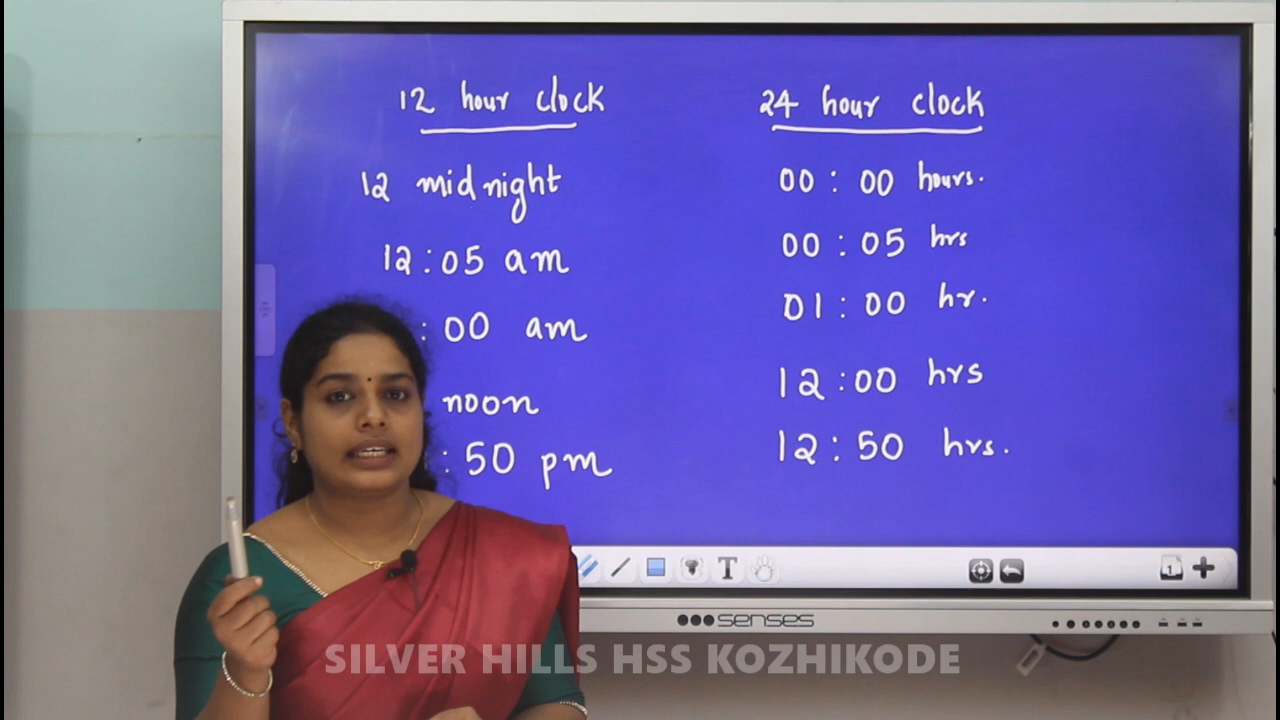 12 hour clock 24 hour clock
12 midnight 00 : 00 hours.
12 : 05 am 00 : 05 hrs
: 00 am 01 : 00 hr.
noon 12 : 00 hrs
: 50 pm 12 : 50 hrs.
T
1
senses
SILVER HILLS HSS KOZHIKODE